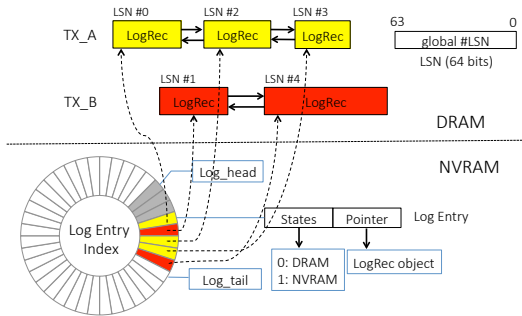 LSN #0 LSN #2 LSN #3
63 0
TX_A LogRec LogRec LogRec
global #LSN
LSN (64 bits)
LSN #1 LSN #4
TX_B LogRec LogRec
DRAM
NVRAM
Log_head
States Pointer Log Entry
Log Entry
Index
0: DRAM
1: NVRAM
LogRec object
Log_tail